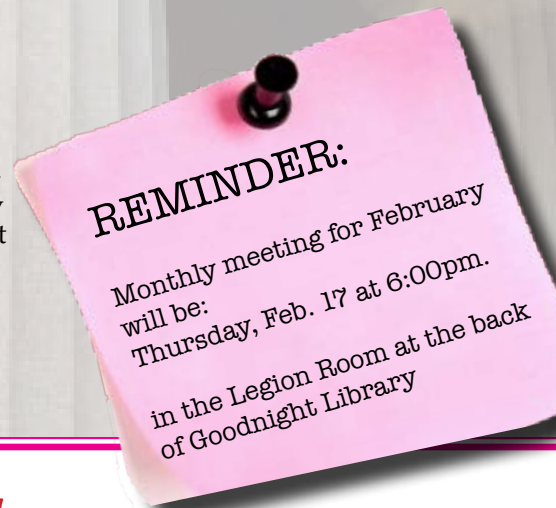 REMINDER:
Monthly meeting for February
will be:
Thursday, Feb. 17 at 6:00pm.
in the Legion Room at the back
of Goodnight Library